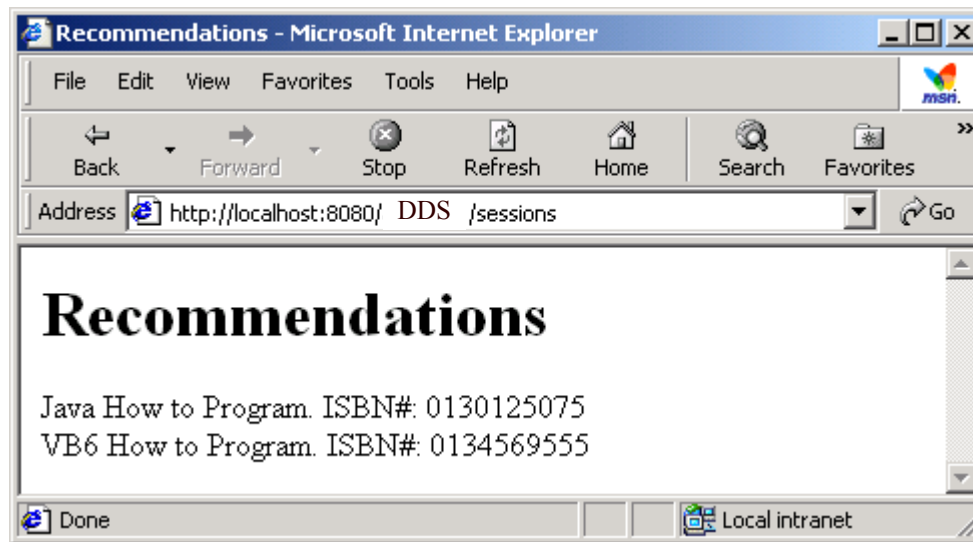 Recommendations - Microsoft Internet Explorer
File Edit View Favorites Tools Help
msn.
Back Forward Stop Refresh Home Search Favorites »
Address http://localhost:8080/ DDS /sessions Go
Recommendations
Java How to Program. ISBN#: 0130125075
VB6 How to Program. ISBN#: 0134569555
Done Local intranet